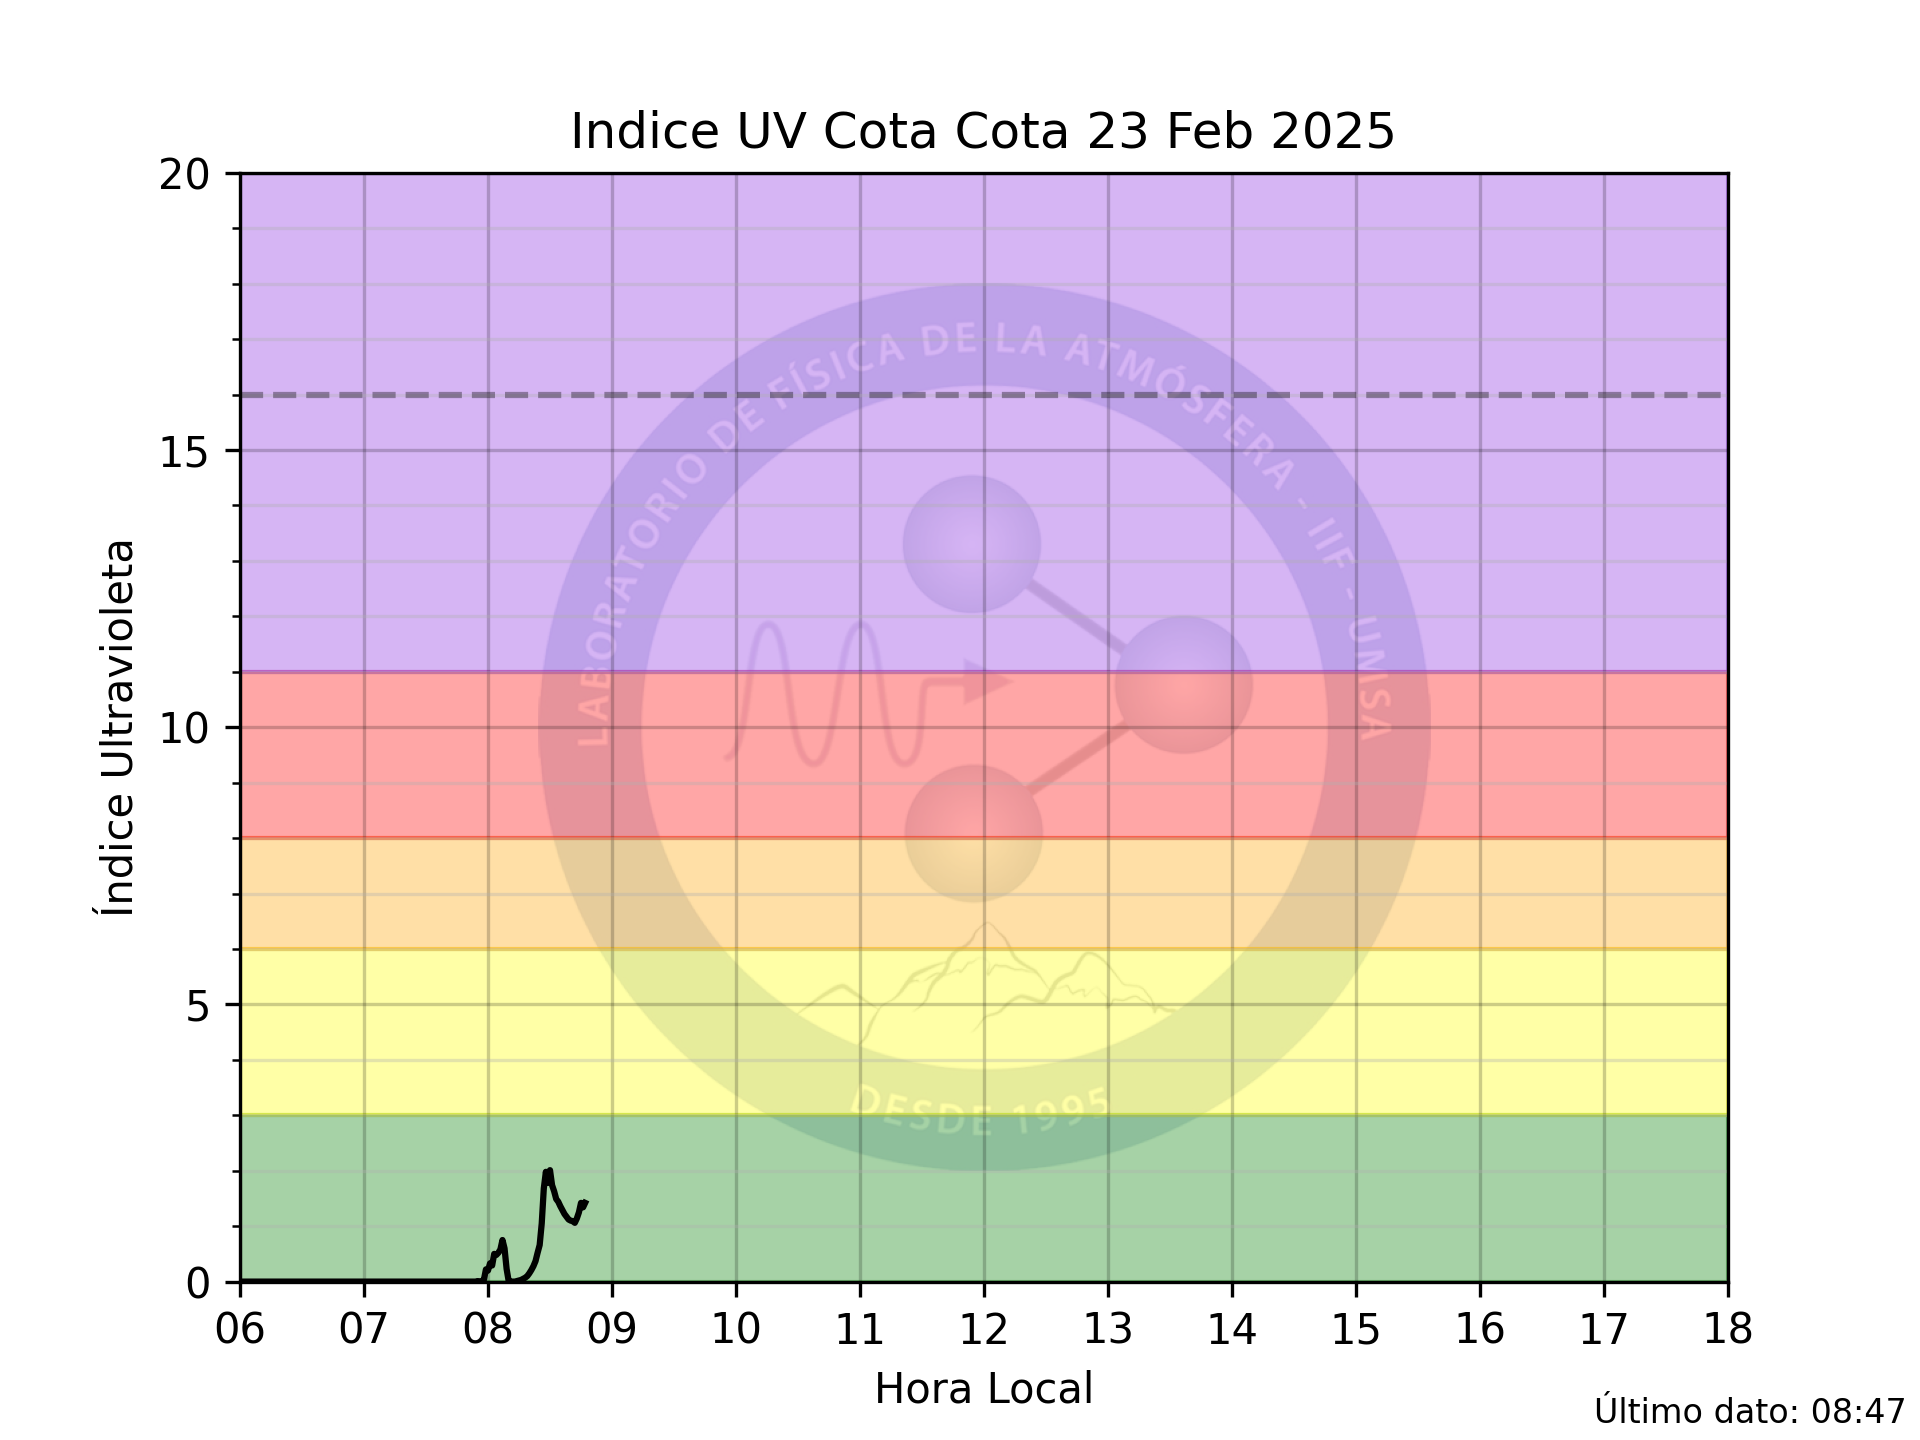 Indice UV Cota Cota 23 Feb 2025
20
15
10
5
0
Índice Ultravioleta
LABORATORIO DE FÍSICA DE LA ATMÓSFERA - IIF - UMSA
DESDE 1995
06 07 08 09 10 11 12 13 14 15 16 17 18
Hora Local
Último dato: 08:47